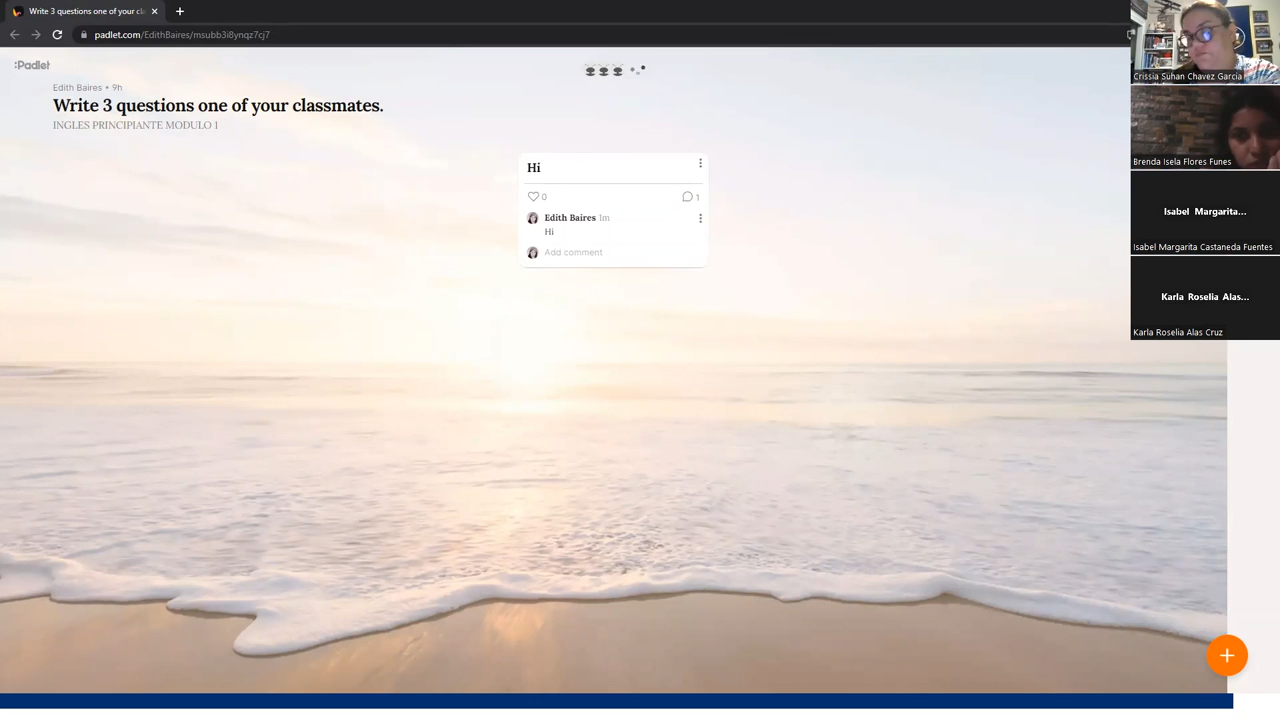 Write 3 questions one of your cl
padlet.com/EdithBaires/msubb3i8ynqz7cj7
:Padlet
Edith Baires • 9h
Write 3 questions one of your classmates.
INGLES PRINCIPIANTE MODULO 1
Hi
0
1
Edith Baires 1m
Hi
Add comment
Crissia Suhan Chavez Garcia
Brenda Isela Flores Funes
Isabel Margarita...
Isabel Margarita Castaneda Fuentes
Karla Roselia Alas...
Karla Roselia Alas Cruz